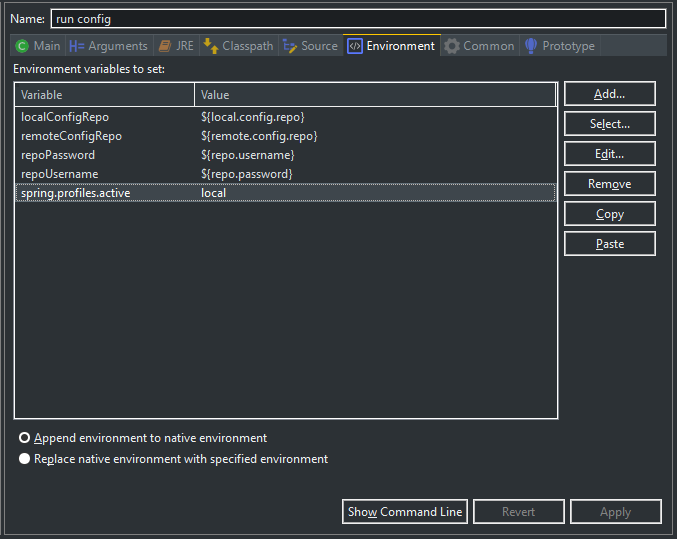 Name: run config
Main Arguments JRE Classpath Source Environment Common Prototype
Environment variables to set:
Variable Value
localConfigRepo ${local.config.repo}
remoteConfigRepo ${remote.config.repo}
repoPassword ${repo.username}
repoUsername ${repo.password}
spring.profiles.active local
Add...
Select...
Edit...
Remove
Copy
Paste
Append environment to native environment
Replace native environment with specified environment
Show Command Line Revert Apply